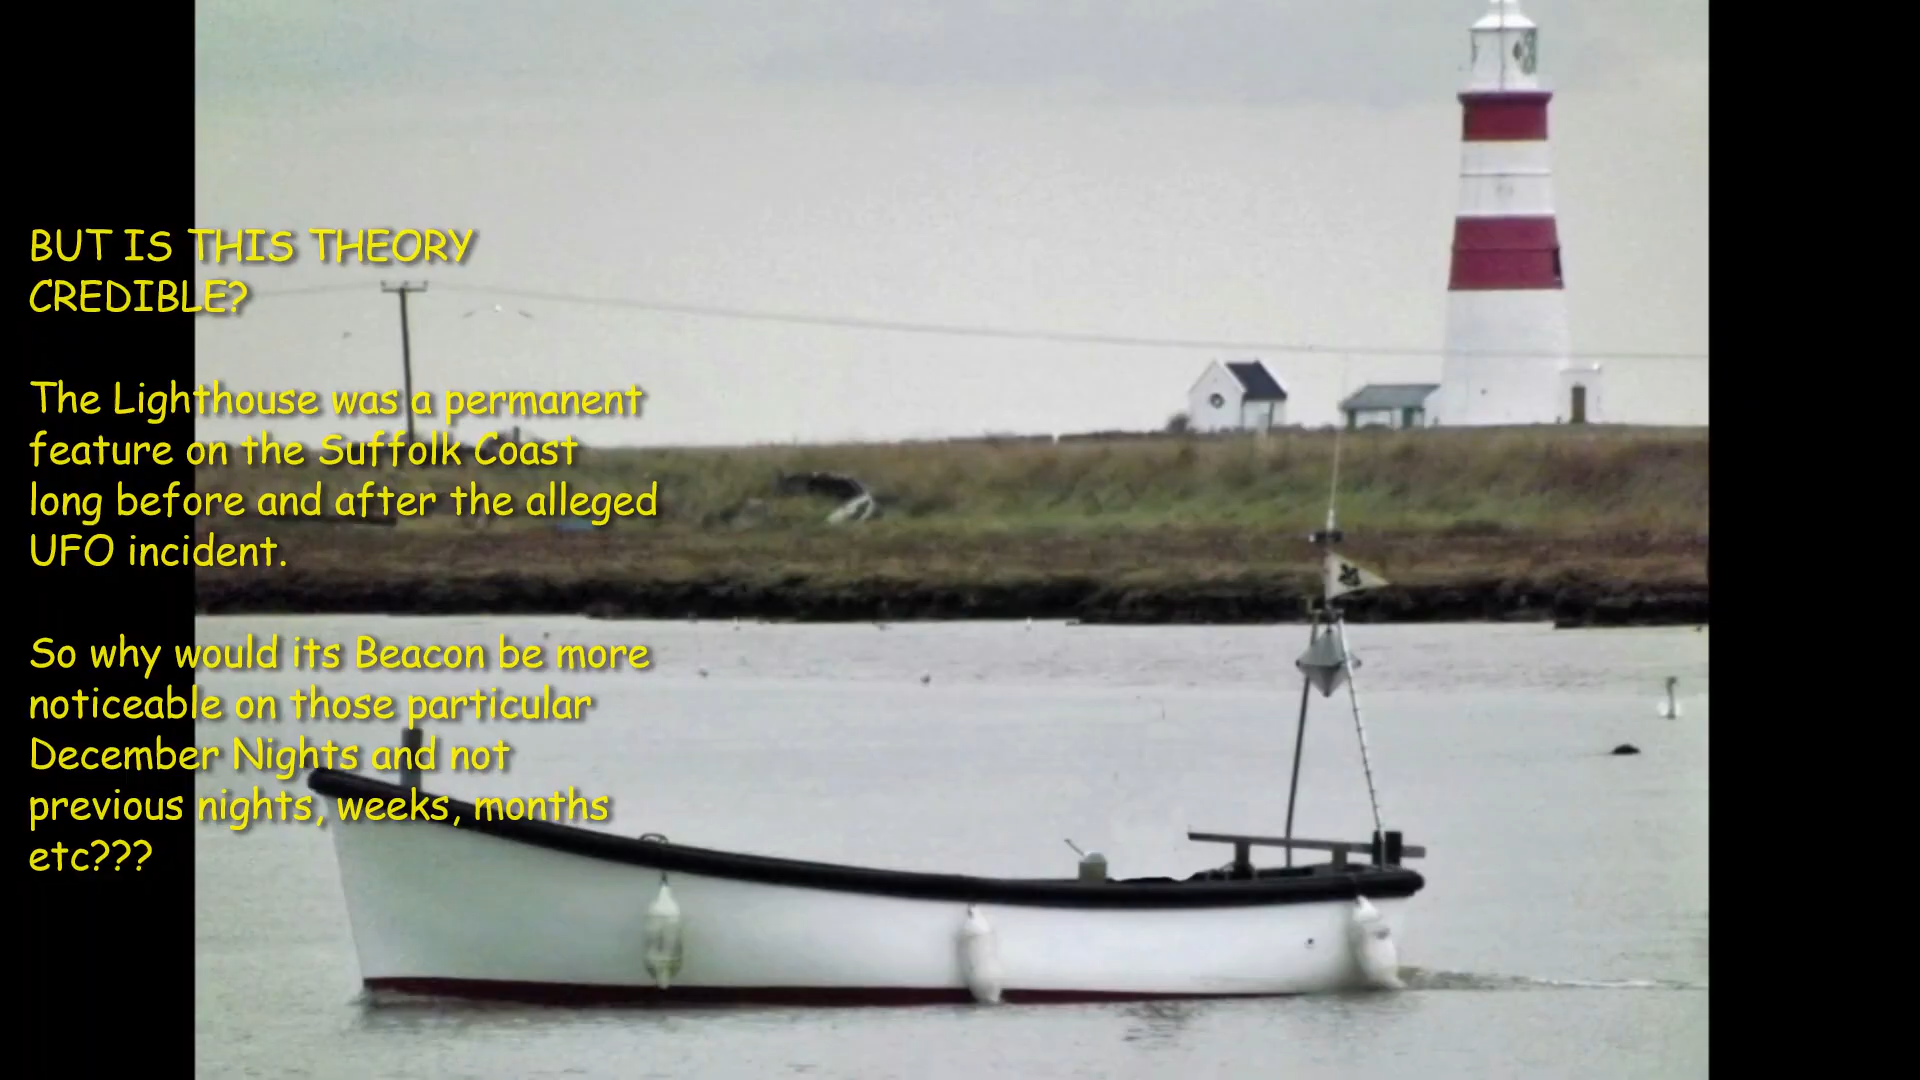 BUT IS THIS THEORY
CREDIBLE?
The Lighthouse was a permanent
feature on the Suffolk Coast
long before and after the alleged
UFO incident.
So why would its Beacon be more
noticeable on those particular
December Nights and not
previous nights, weeks, months
etc???